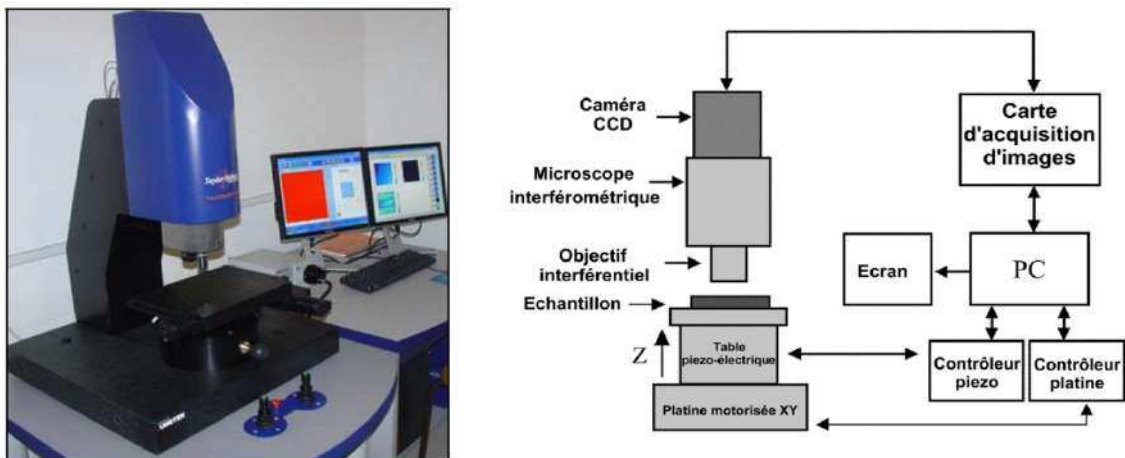 Caméra
CCD
Microscope
interférométrique
Objectif
interférentiel
Echantillon
Z
Table
piezo-électrique
Platine motorisée XY
Carte
d'acquisition
d'images
Ecran
PC
Contrôleur
piezo
Contrôleur
platine